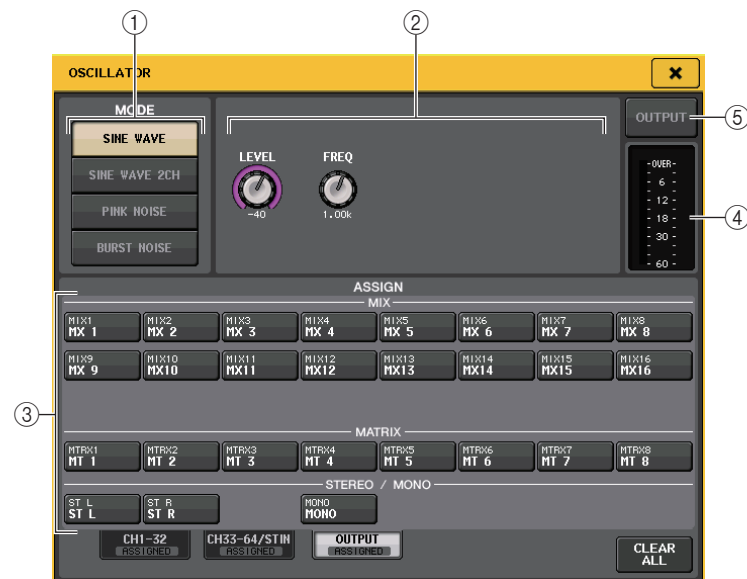 ① ②
OSCILLATOR ×
MODE
SINE WAVE
SINE WAVE 2CH
PINK NOISE
BURST NOISE
LEVEL FREQ
-40 1.00k
OUTPUT ⑤
-OVER-
- 6 -
- 12 -
- 18 - ④
- 30 -
- 60 -
ASSIGN
MIX
MIX1 MIX2 MIX3 MIX4 MIX5 MIX6 MIX7 MIX8
MX 1 MX 2 MX 3 MX 4 MX 5 MX 6 MX 7 MX 8
MIX9 MIX10 MIX11 MIX12 MIX13 MIX14 MIX15 MIX16
MX 9 MX10 MX11 MX12 MX13 MX14 MX15 MX16
③
MATRIX
MTRX1 MTRX2 MTRX3 MTRX4 MTRX5 MTRX6 MTRX7 MTRX8
MT 1 MT 2 MT 3 MT 4 MT 5 MT 6 MT 7 MT 8
STEREO / MONO
ST L ST R MONO
ST L ST R MONO
CH1-32 CH33-64/STIN OUTPUT
ASSIGNED ASSIGNED ASSIGNED
CLEAR
ALL